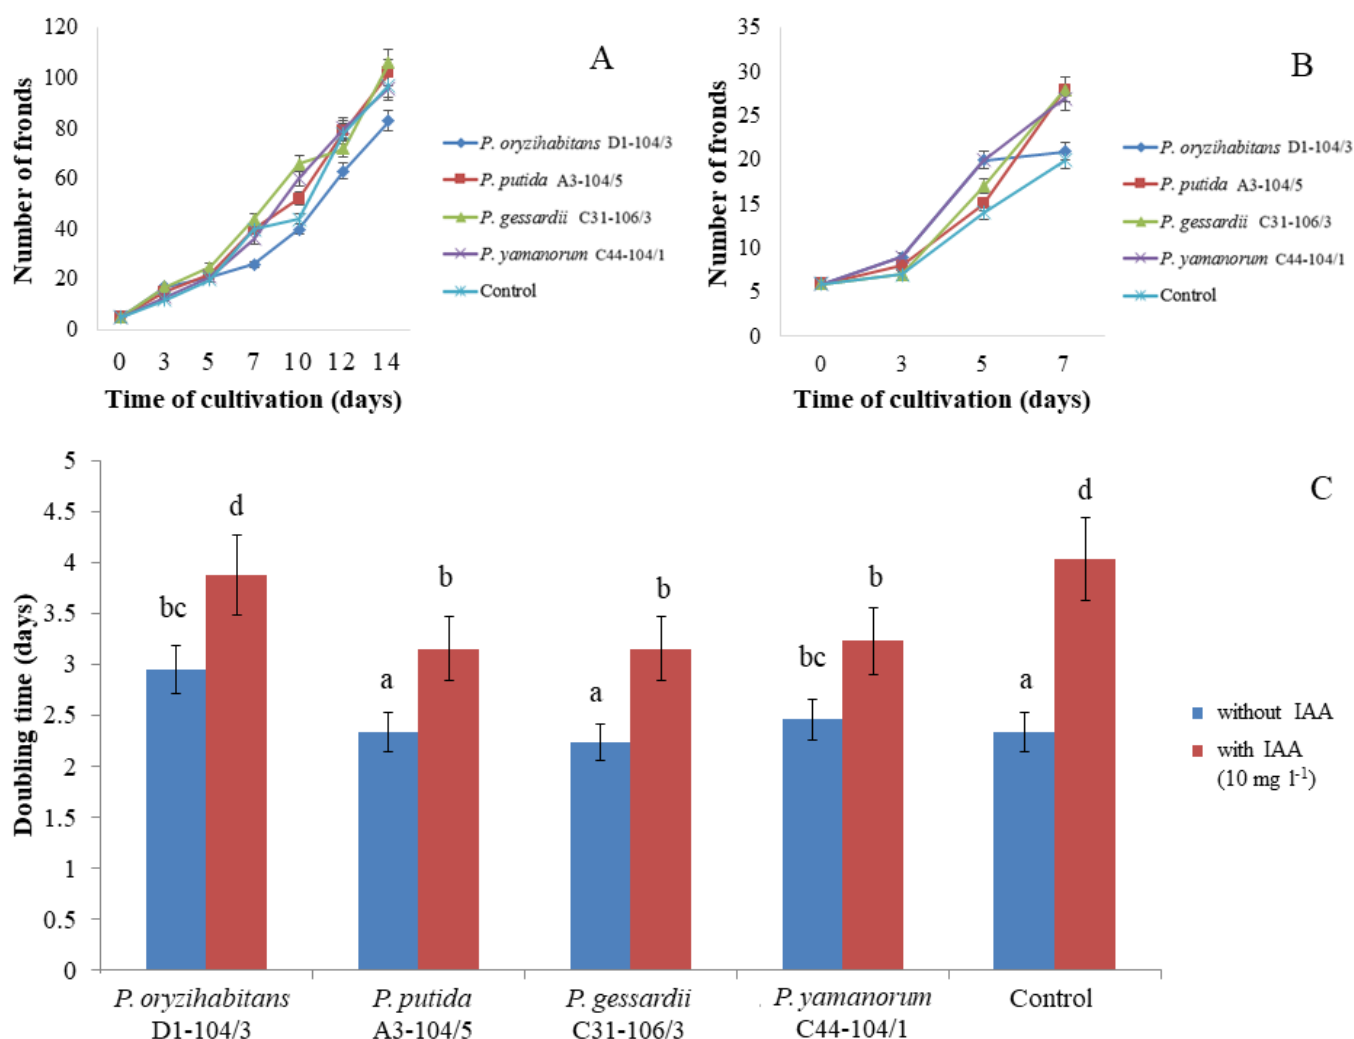 120
100
80
60
40
20
0
0 3 5 7 10 12 14
Number of fronds
Time of cultivation (days)
A
P. oryzihabitans D1-104/3
P. putida A3-104/5
P. gessardii C31-106/3
P. yamanorum C44-104/1
Control
35
30
25
20
15
10
5
0
0 3 5 7
Number of fronds
Time of cultivation (days)
B
P. oryzihabitans D1-104/3
P. putida A3-104/5
P. gessardii C31-106/3
P. yamanorum C44-104/1
Control
5
4.5
4
3.5
3
2.5
2
1.5
1
0.5
0
Doubling time (days)
C
bc d a b a b bc b a d
P. oryzihabitans
D1-104/3
P. putida
A3-104/5
P. gessardii
C31-106/3
P. yamanorum
C44-104/1
Control
without IAA
with IAA
(10 mg l⁻¹)